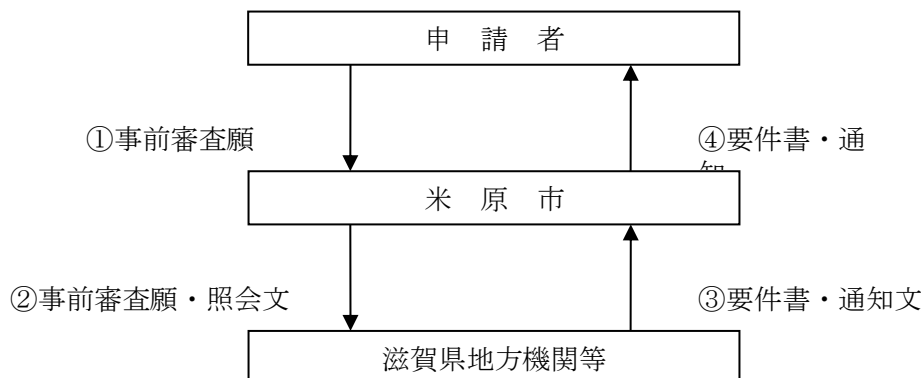 申 請 者
①事前審査願
④要件書・通
米 原 市
②事前審査願・照会文
③要件書・通知文
滋賀県地方機関等